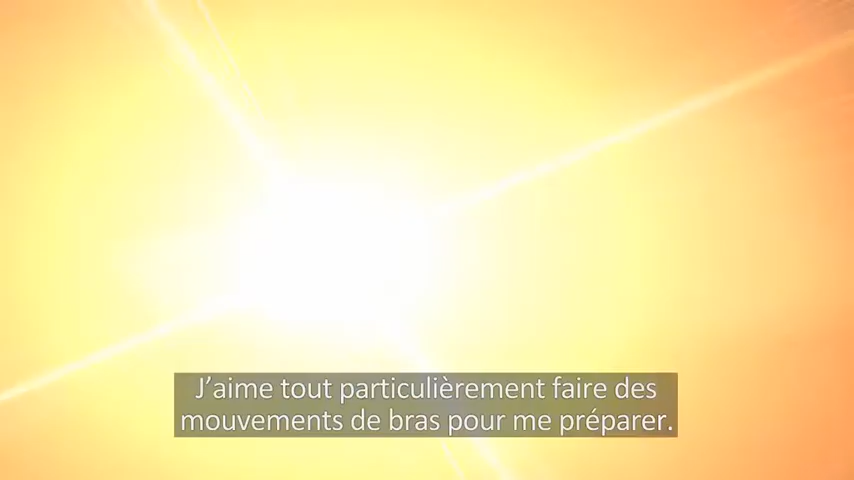 J’aime tout particulièrement faire des
mouvements de bras pour me préparer.